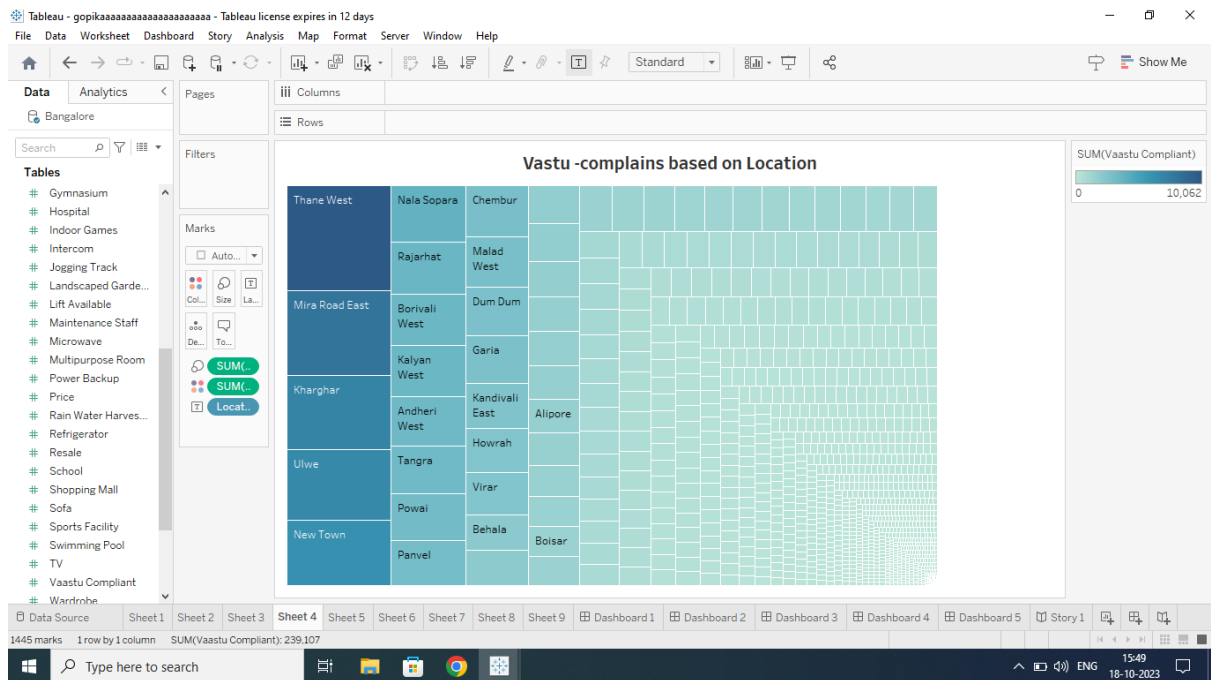 Tableau - gopikaaaaaaaaaaaaaaaaaaaaa - Tableau license expires in 12 days
File Data Worksheet Dashboard Story Analysis Map Format Server Window Help
Standard
Show Me
Data Analytics
Bangalore
Search
Tables
Gymnasium
Hospital
Indoor Games
Intercom
Jogging Track
Landscaped Garde...
Lift Available
Maintenance Staff
Microwave
Multipurpose Room
Power Backup
Price
Rain Water Harves...
Refrigerator
Resale
School
Shopping Mall
Sofa
Sports Facility
Swimming Pool
TV
Vaastu Compliant
Wardrobe
Pages
Filters
Marks
Auto...
Col... Size La...
De... To...
SUM(..
SUM(..
Locat..
Columns
Rows
Vastu -complains based on Location
Thane West
Mira Road East
Kharghar
Ulwe
New Town
Nala Sopara
Rajarhat
Borivali
West
Kalyan
West
Andheri
West
Tangra
Powai
Panvel
Chembur
Malad
West
Dum Dum
Garia
Kandivali
East
Howrah
Virar
Behala
Alipore
Boisar
SUM(Vaastu Compliant)
0 10,062
Data Source Sheet 1 Sheet 2 Sheet 3 Sheet 4 Sheet 5 Sheet 6 Sheet 7 Sheet 8 Sheet 9 Dashboard 1 Dashboard 2 Dashboard 3 Dashboard 4 Dashboard 5 Story 1
1445 marks 1 row by 1 column SUM(Vaastu Compliant): 239,107
Type here to search
ENG
15:49
18-10-2023